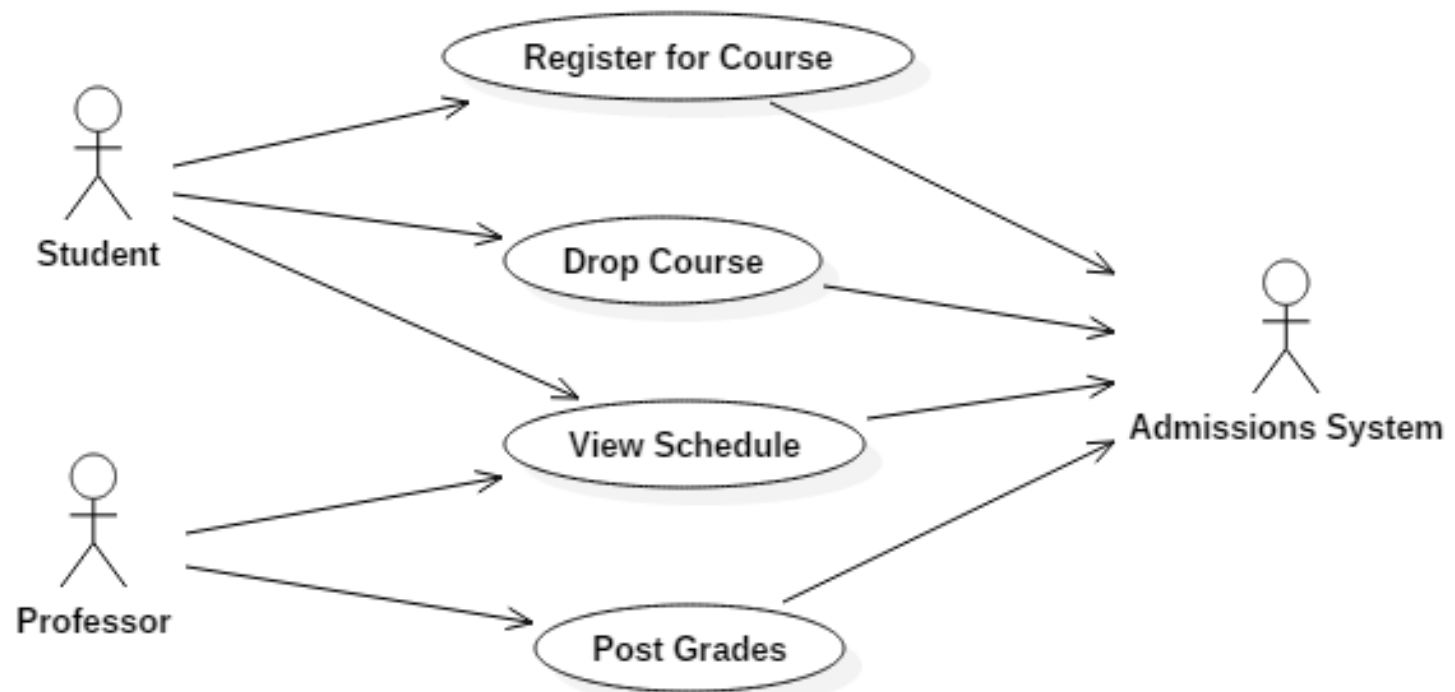 Register for Course
Student
Drop Course
View Schedule
Admissions System
Professor
Post Grades